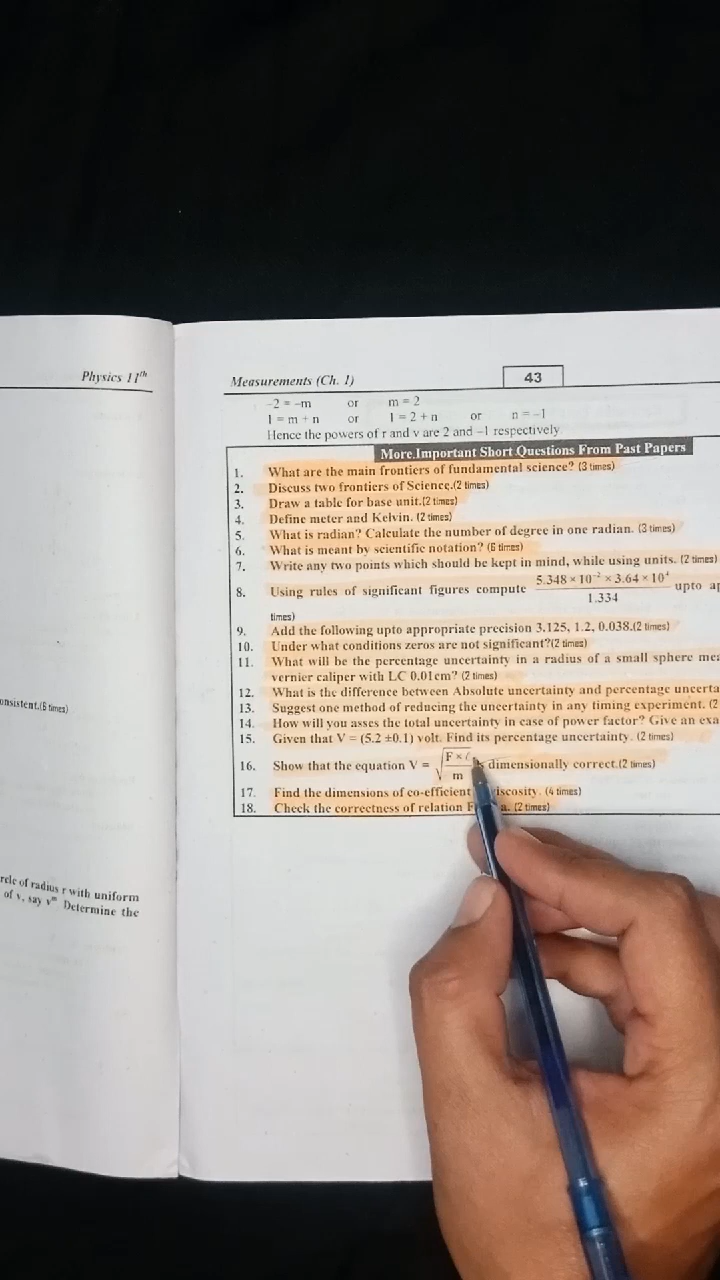 Physics 11th
onsistent.(6 times)
rcle of radius r with uniform
of v, say vⁿ Determine the
Measurements (Ch. 1) 43
-2 = -m or m = 2
1 = m + n or 1 = 2 + n or n = -1
Hence the powers of r and v are 2 and -1 respectively
More Important Short Questions From Past Papers
1. What are the main frontiers of fundamental science? (3 times)
2. Discuss two frontiers of Science.(2 times)
3. Draw a table for base unit.(2 times)
4. Define meter and Kelvin. (2 times)
5. What is radian? Calculate the number of degree in one radian. (3 times)
6. What is meant by scientific notation? (6 times)
7. Write any two points which should be kept in mind, while using units. (2 times)
8. Using rules of significant figures compute 5.348 × 10⁻² × 3.64 × 10⁴ / 1.334 upto ap
times)
9. Add the following upto appropriate precision 3.125, 1.2, 0.038.(2 times)
10. Under what conditions zeros are not significant?(2 times)
11. What will be the percentage uncertainty in a radius of a small sphere mea
vernier caliper with LC 0.01cm? (2 times)
12. What is the difference between Absolute uncertainty and percentage uncerta
13. Suggest one method of reducing the uncertainty in any timing experiment. (2
14. How will you asses the total uncertainty in case of power factor? Give an exa
15. Given that V = (5.2 ±0.1) volt. Find its percentage uncertainty. (2 times)
16. Show that the equation V = √(F × ℓ / m) s dimensionally correct.(2 times)
17. Find the dimensions of co-efficient iscosity. (4 times)
18. Check the correctness of relation F a. (2 times)